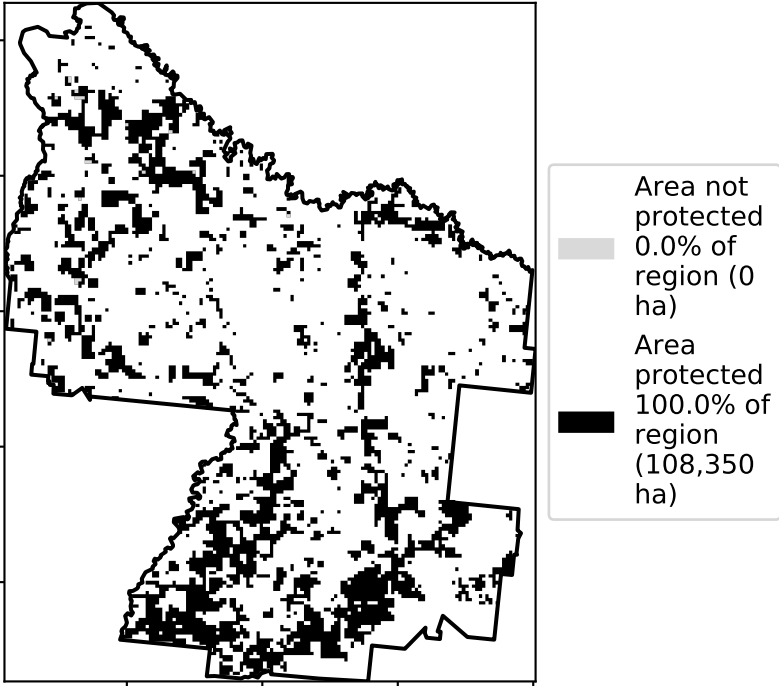 Area not
protected
0.0% of
region (0
ha)
Area
protected
100.0% of
region
(108,350
ha)